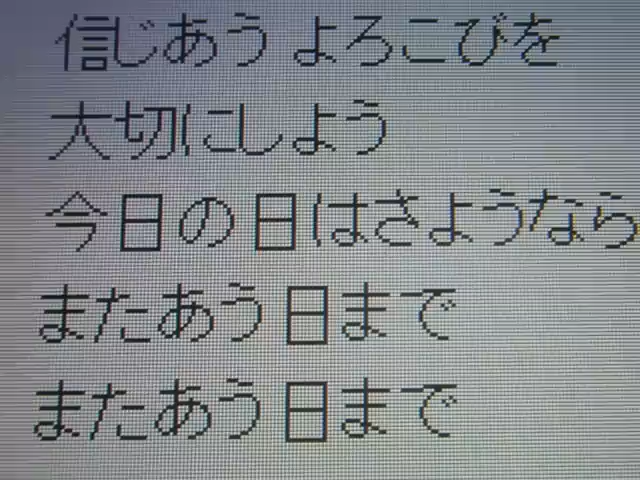 信じあう よろこびを
大切にしよう
今日の日はさようなら
またあう日まで
またあう日まで